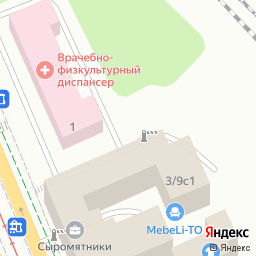 Врачебно-
физкультурный
диспансер
1
3/9с1
MebeLi-TO
Сыромятники
© Яндекс
Яндекс